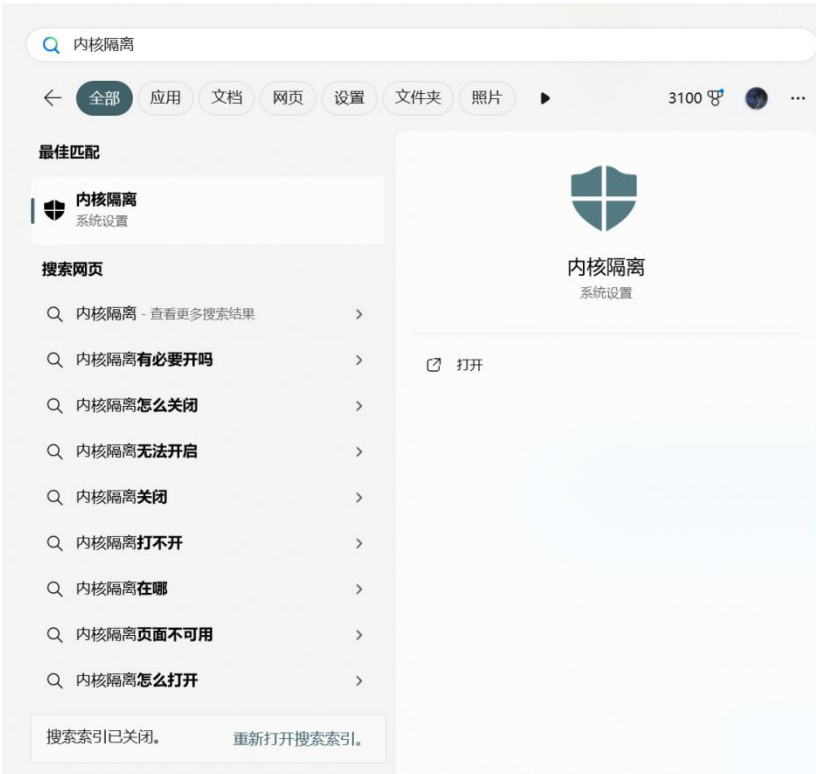 内核隔离
全部 应用 文档 网页 设置 文件夹 照片 3100
最佳匹配
内核隔离
系统设置
搜索网页
内核隔离 - 查看更多搜索结果
内核隔离有必要开吗
内核隔离怎么关闭
内核隔离无法开启
内核隔离关闭
内核隔离打不开
内核隔离在哪
内核隔离页面不可用
内核隔离怎么打开
搜索索引已关闭。 重新打开搜索索引。
内核隔离
系统设置
打开